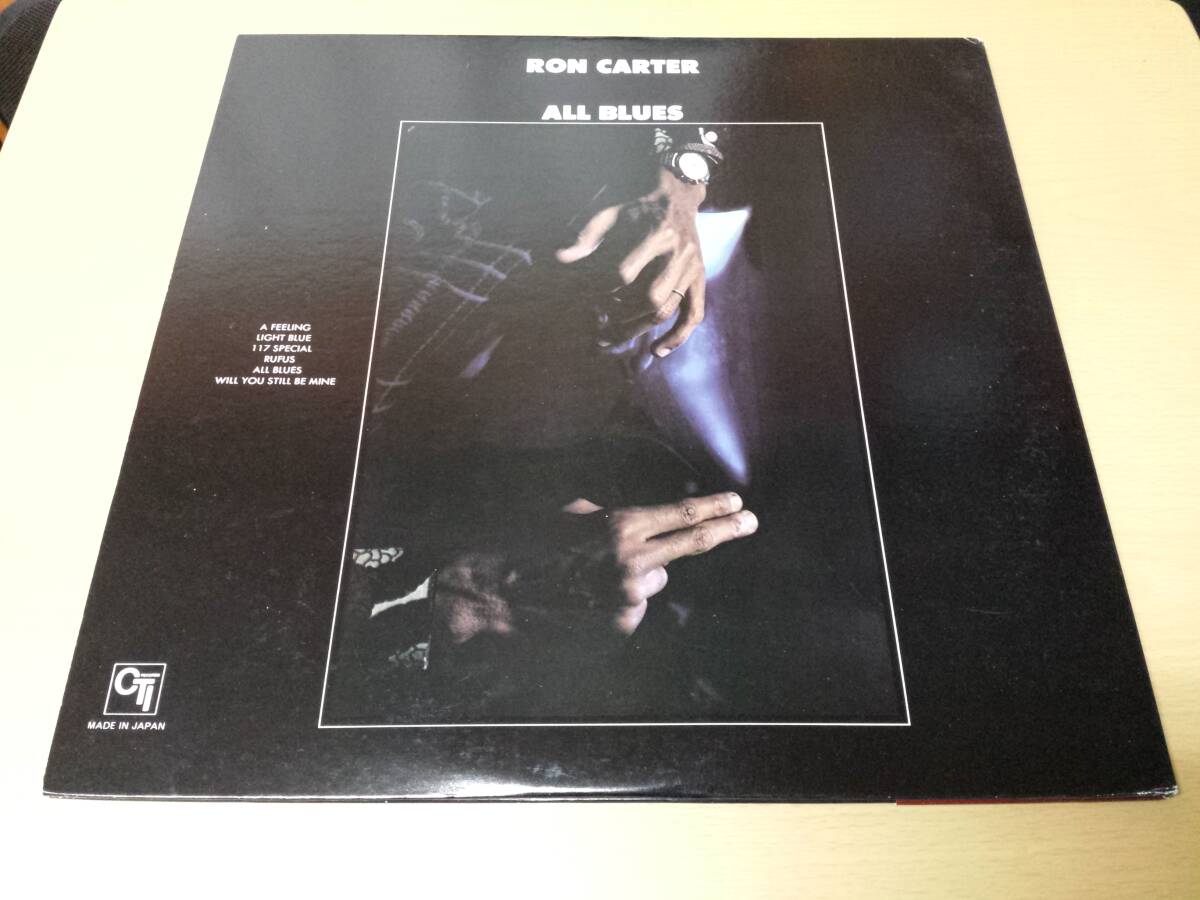 RON CARTER
ALL BLUES
A FEELING
LIGHT BLUE
117 SPECIAL
RUFUS
ALL BLUES
WILL YOU STILL BE MINE
CTI
MADE IN JAPAN